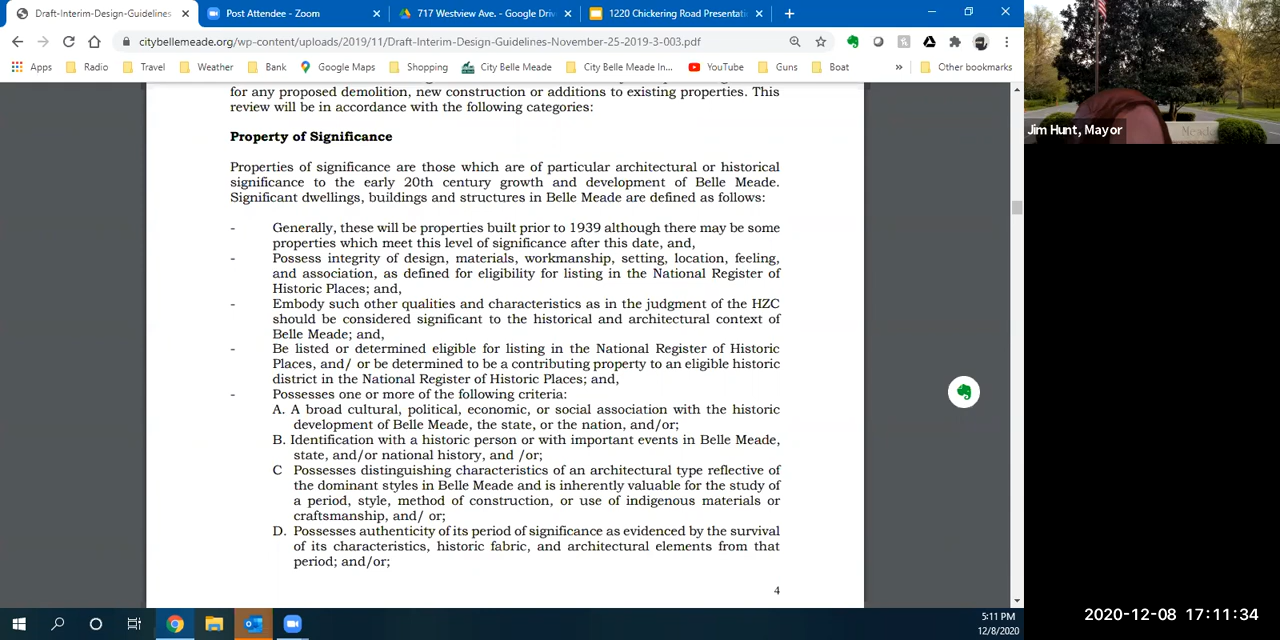 Draft-Interim-Design-Guidelines
Post Attendee - Zoom
717 Westview Ave. - Google Driv
1220 Chickering Road Presentati
citybellemeade.org/wp-content/uploads/2019/11/Draft-Interim-Design-Guidelines-November-25-2019-3-003.pdf
Apps
Radio
Travel
Weather
Bank
Google Maps
Shopping
City Belle Meade
City Belle Meade In...
YouTube
Guns
Boat
»
Other bookmarks
for any proposed demolition, new construction or additions to existing properties. This
review will be in accordance with the following categories:
Property of Significance
Properties of significance are those which are of particular architectural or historical
significance to the early 20th century growth and development of Belle Meade.
Significant dwellings, buildings and structures in Belle Meade are defined as follows:
- Generally, these will be properties built prior to 1939 although there may be some
properties which meet this level of significance after this date, and,
- Possess integrity of design, materials, workmanship, setting, location, feeling,
and association, as defined for eligibility for listing in the National Register of
Historic Places; and,
- Embody such other qualities and characteristics as in the judgment of the HZC
should be considered significant to the historical and architectural context of
Belle Meade; and,
- Be listed or determined eligible for listing in the National Register of Historic
Places, and/ or be determined to be a contributing property to an eligible historic
district in the National Register of Historic Places; and,
- Possesses one or more of the following criteria:
A. A broad cultural, political, economic, or social association with the historic
development of Belle Meade, the state, or the nation, and/or;
B. Identification with a historic person or with important events in Belle Meade,
state, and/or national history, and /or;
C Possesses distinguishing characteristics of an architectural type reflective of
the dominant styles in Belle Meade and is inherently valuable for the study of
a period, style, method of construction, or use of indigenous materials or
craftsmanship, and/ or;
D. Possesses authenticity of its period of significance as evidenced by the survival
of its characteristics, historic fabric, and architectural elements from that
period; and/or;
4
Jim Hunt, Mayor
Meade
5:11 PM
12/8/2020
2020-12-08 17:11:34